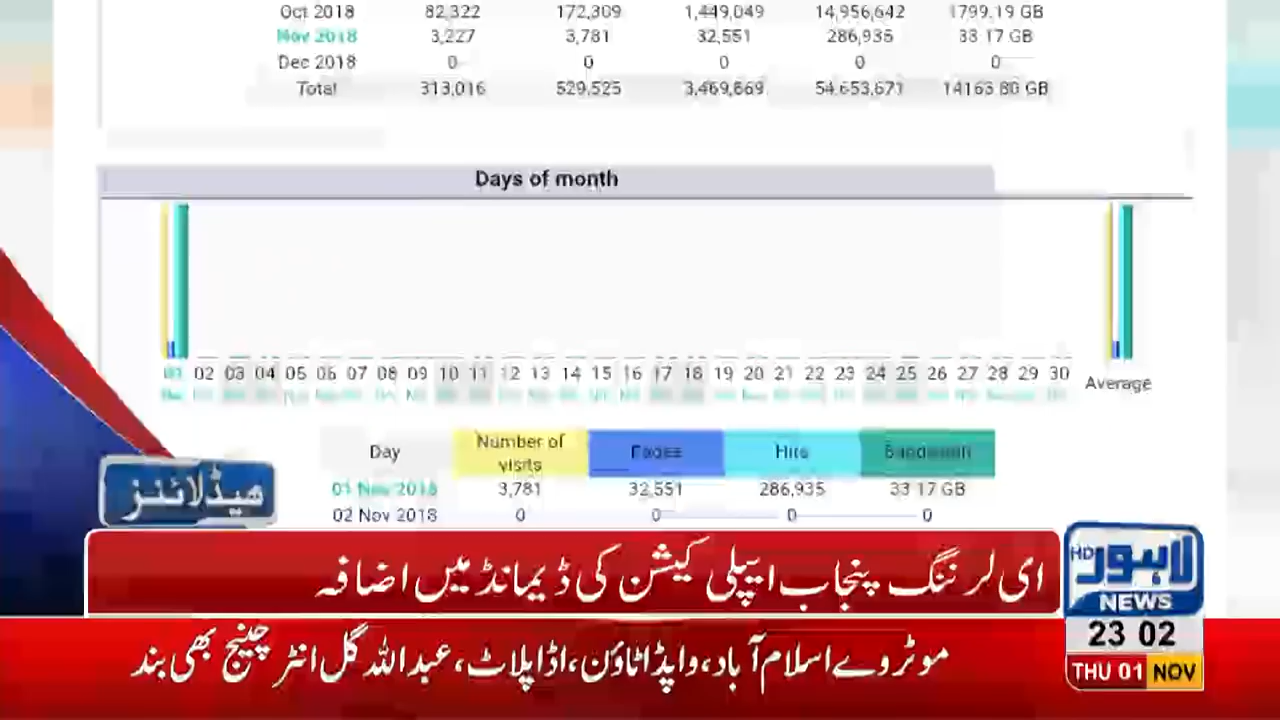 Oct 2018 82,322 172,309 1,449,049 14,956,642 1799.19 GB
Nov 2018 3,227 3,781 32,551 286,935 33 17 GB
Dec 2018 0 0 0 0 0
Total 313,016 529,525 3,469,869 54,653,671 14163 80 GB
Days of month
01 02 03 04 05 06 07 08 09 10 11 12 13 14 15 16 17 18 19 20 21 22 23 24 25 26 27 28 29 30 Average
Day Number of visits Pages Hits Bandwidth
01 Nov 2018 3,781 32,551 286,935 33 17 GB
02 Nov 2018 0 0 0 0
ہیڈلائنز
ای لرننگ پنجاب ایپلی کیشن کی ڈیمانڈ میں اضافہ
لاہور HD
NEWS
23 02
THU 01 NOV
موٹروے اسلام آباد، واپڈا ٹاؤن، اڈا پلاٹ، عبداللہ گل انٹر چینج بھی بند